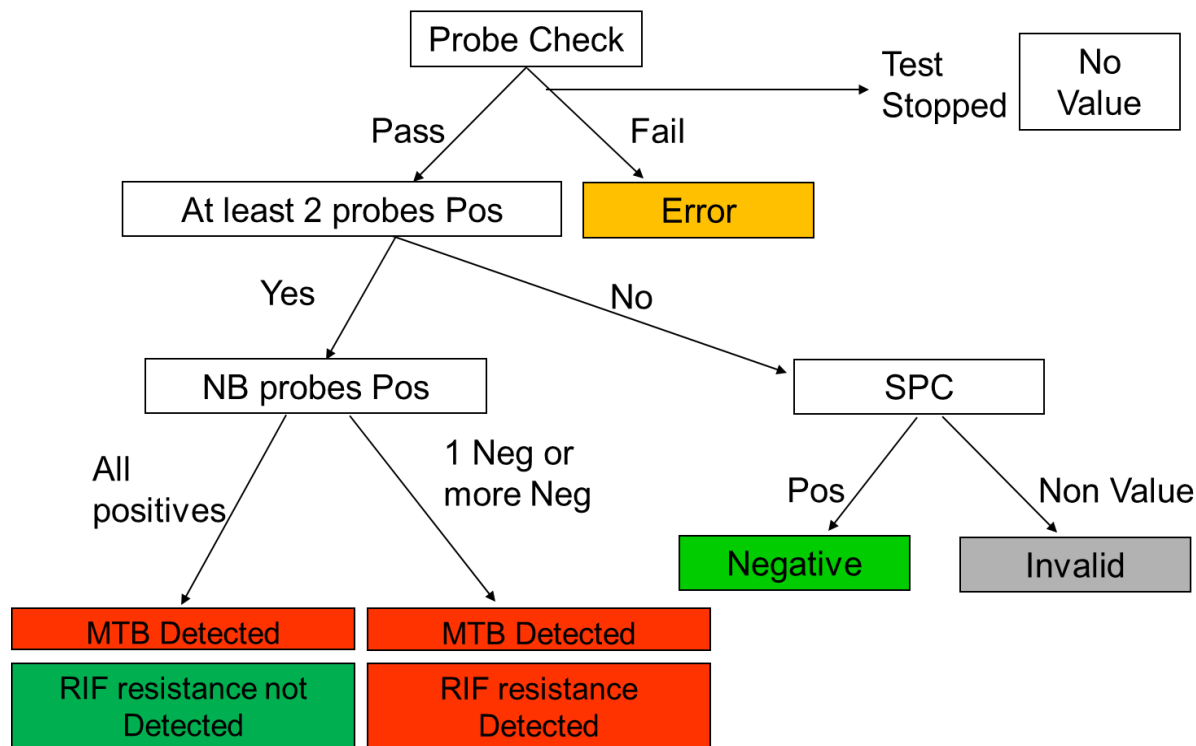 Probe Check
Test
Stopped
No
Value
Pass
Fail
At least 2 probes Pos
Error
Yes
No
NB probes Pos
SPC
All
positives
1 Neg or
more Neg
Pos
Non Value
Negative
Invalid
MTB Detected
MTB Detected
RIF resistance not
Detected
RIF resistance
Detected